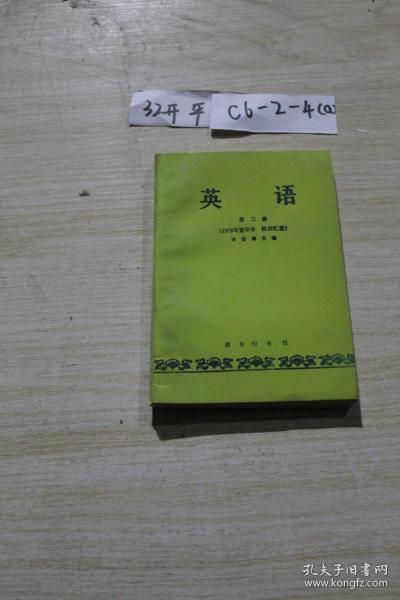 32开平 C6-2-4(a)
英 语
第三册
(1979年重印本 附词汇表)
许国璋主编
商务印书馆
孔夫子旧书网
www.kongfz.com